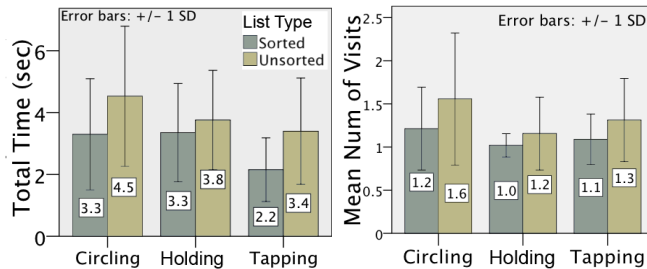 Error bars: +/- 1 SD
List Type
Sorted
Unsorted
Total Time (sec)
6
4
2
0
3.3
4.5
3.3
3.8
2.2
3.4
Circling Holding Tapping
Error bars: +/- 1 SD
Mean Num of Visits
2.5
2
1.5
1
0.5
0
1.2
1.6
1.0
1.2
1.1
1.3
Circling Holding Tapping